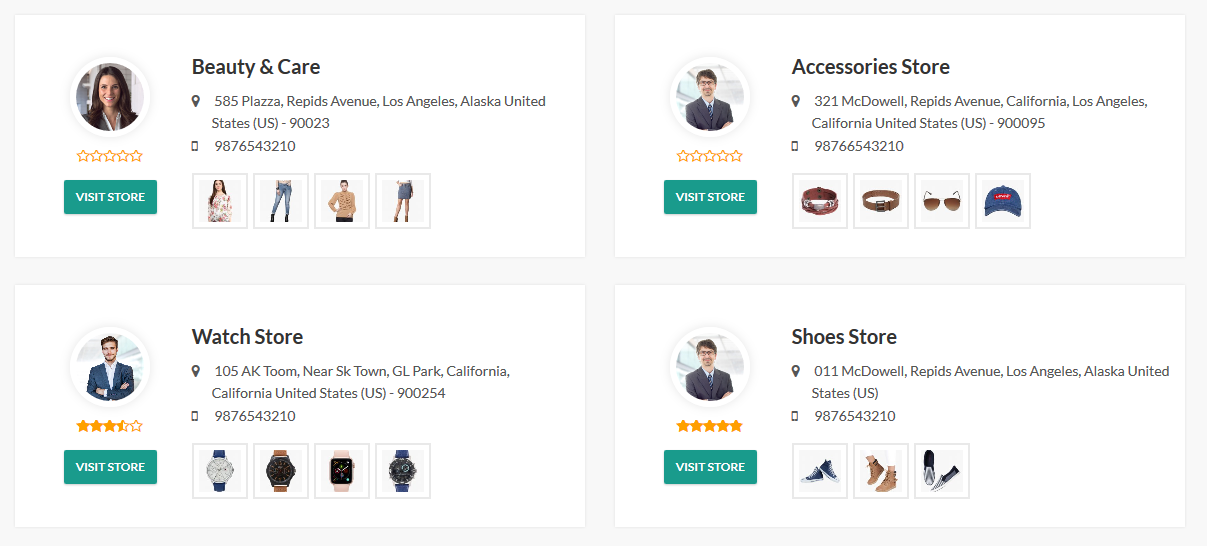 Beauty & Care
585 Plazza, Repids Avenue, Los Angeles, Alaska United
States (US) - 90023
9876543210
VISIT STORE
Accessories Store
321 McDowell, Repids Avenue, California, Los Angeles,
California United States (US) - 900095
98766543210
VISIT STORE
Watch Store
105 AK Toom, Near Sk Town, GL Park, California,
California United States (US) - 900254
9876543210
VISIT STORE
Shoes Store
011 McDowell, Repids Avenue, Los Angeles, Alaska United
States (US)
9876543210
VISIT STORE